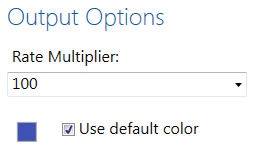 Output Options
Rate Multiplier:
100
Use default color